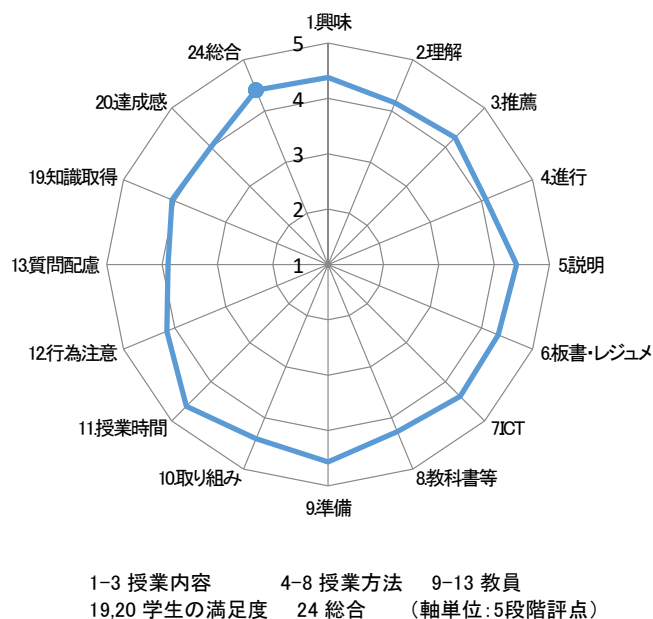 1.興味
2.理解
3.推薦
4.進行
5.説明
6.板書・レジュメ
7.ICT
8.教科書等
9.準備
10.取り組み
11.授業時間
12.行為注意
13.質問配慮
19.知識取得
20.達成感
24.総合
5
4
3
2
1
1-3 授業内容 4-8 授業方法 9-13 教員
19,20 学生の満足度 24 総合 (軸単位:5段階評点)